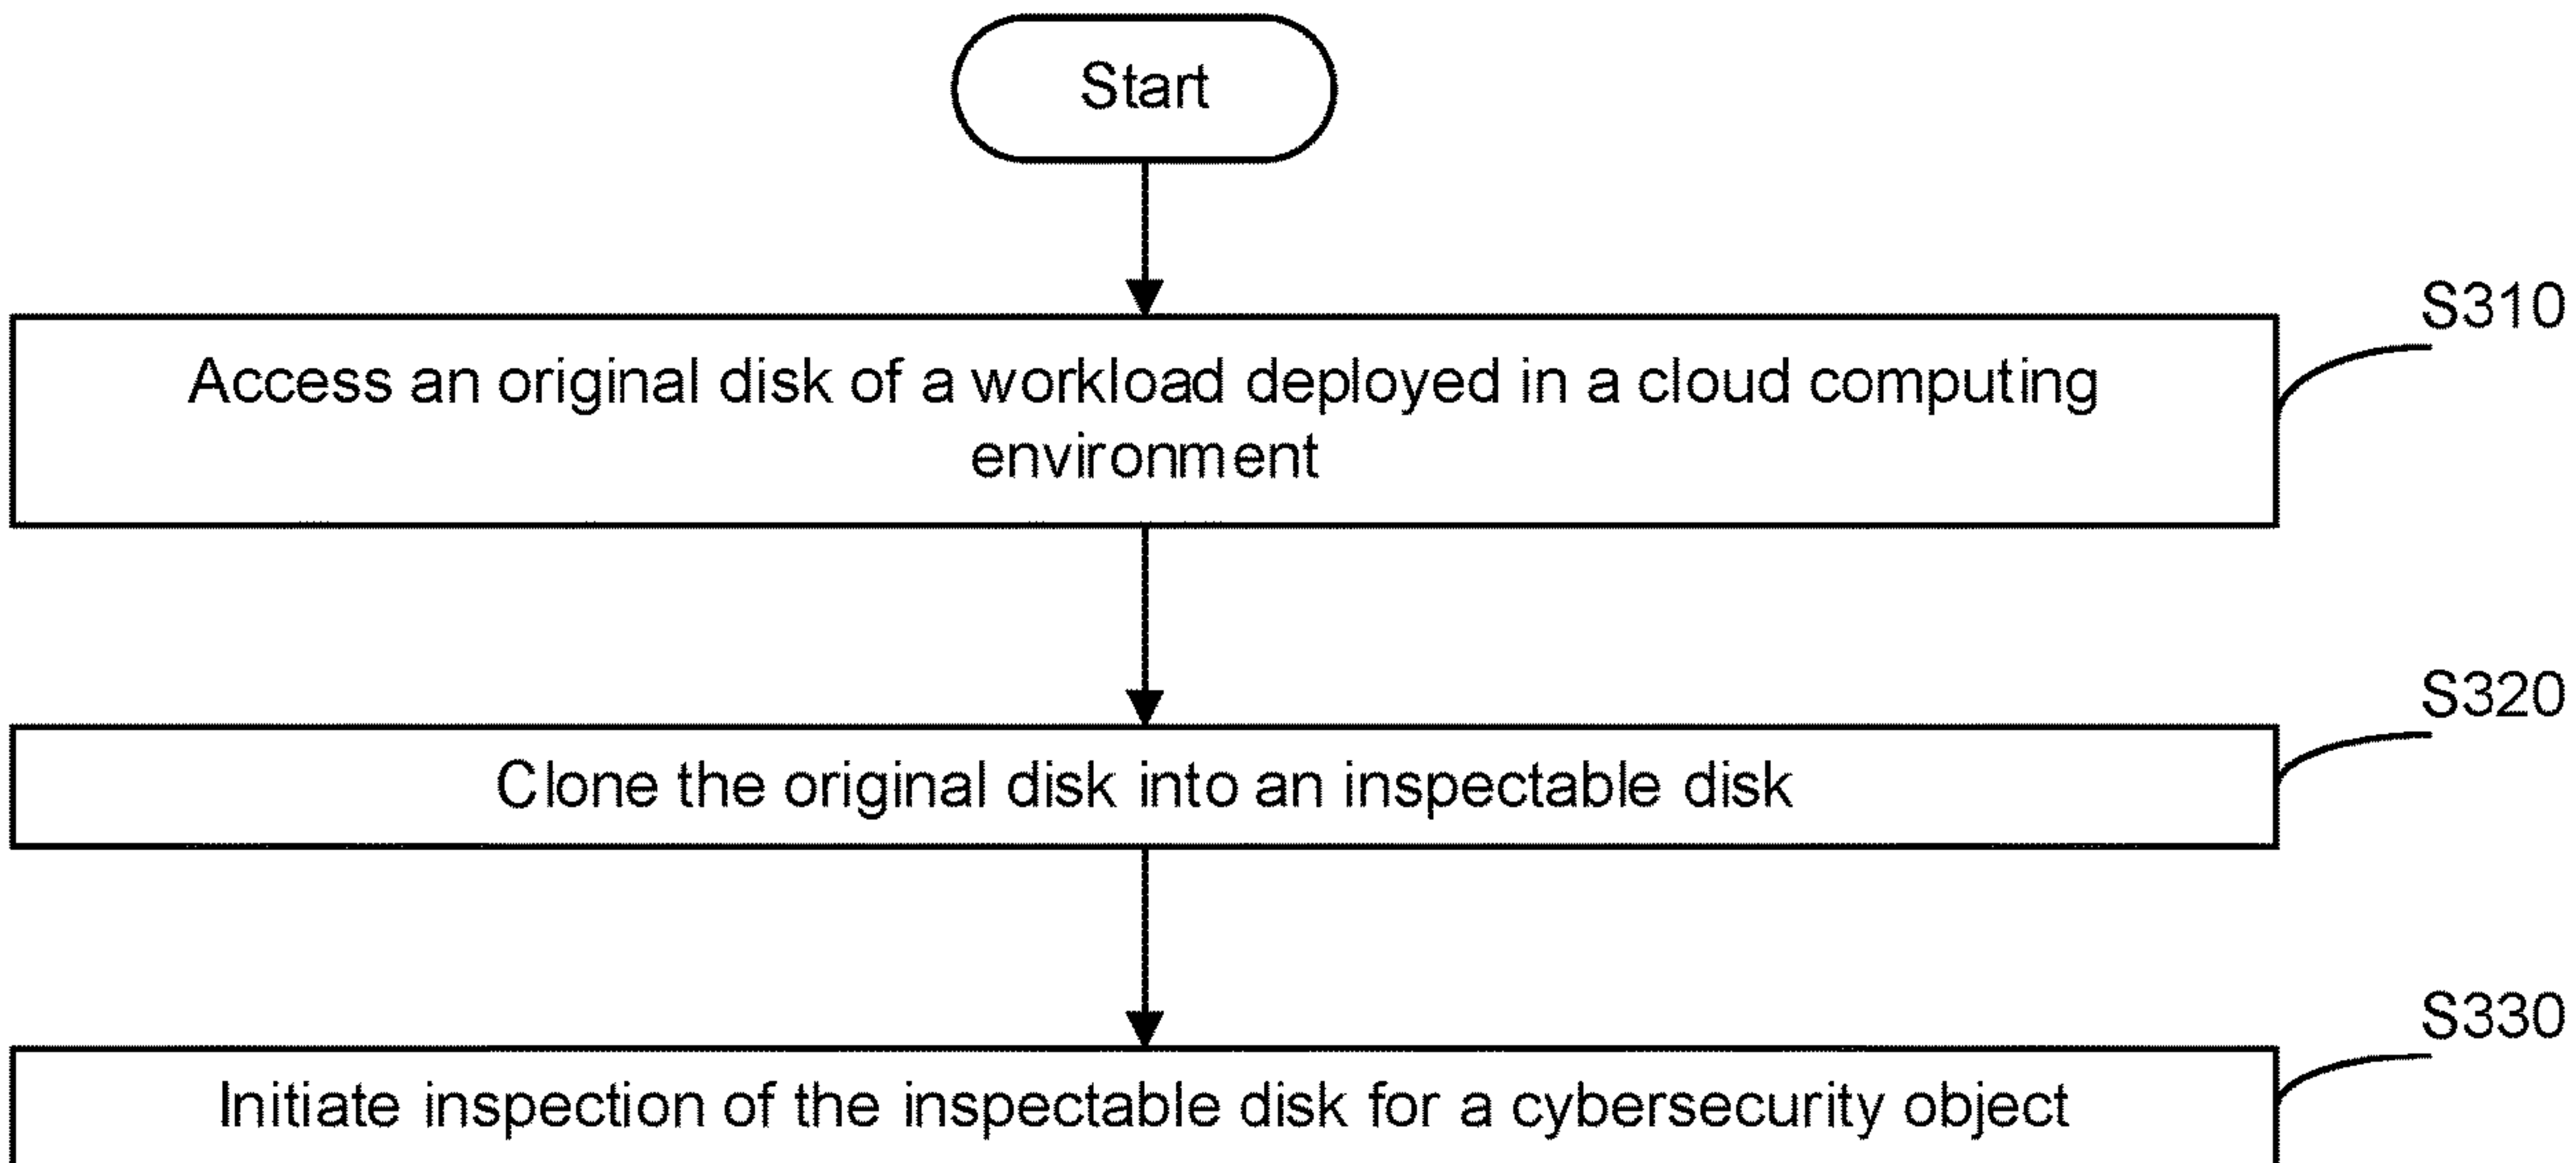 Start
S310
Access an original disk of a workload deployed in a cloud computing
environment
S320
Clone the original disk into an inspectable disk
S330
Initiate inspection of the inspectable disk for a cybersecurity object